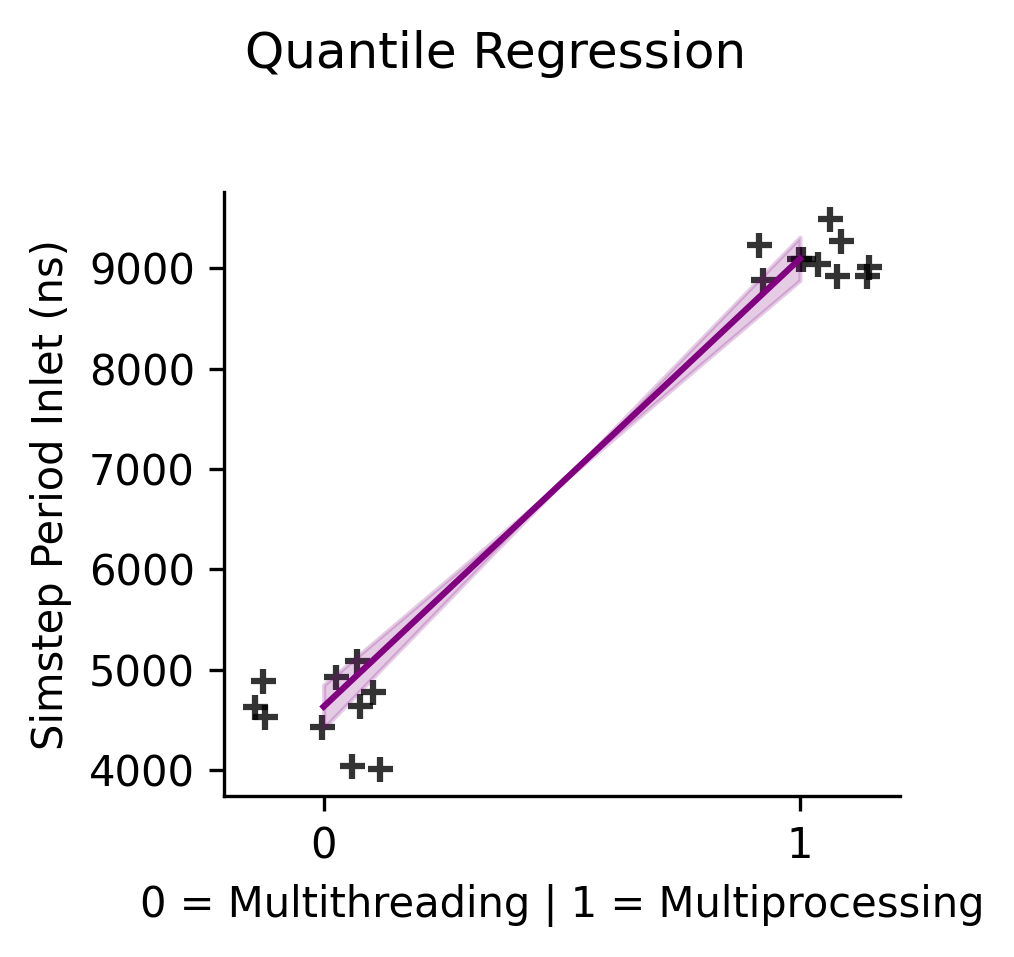 Quantile Regression
Simstep Period Inlet (ns)
9000
8000
7000
6000
5000
4000
0 1
0 = Multithreading | 1 = Multiprocessing